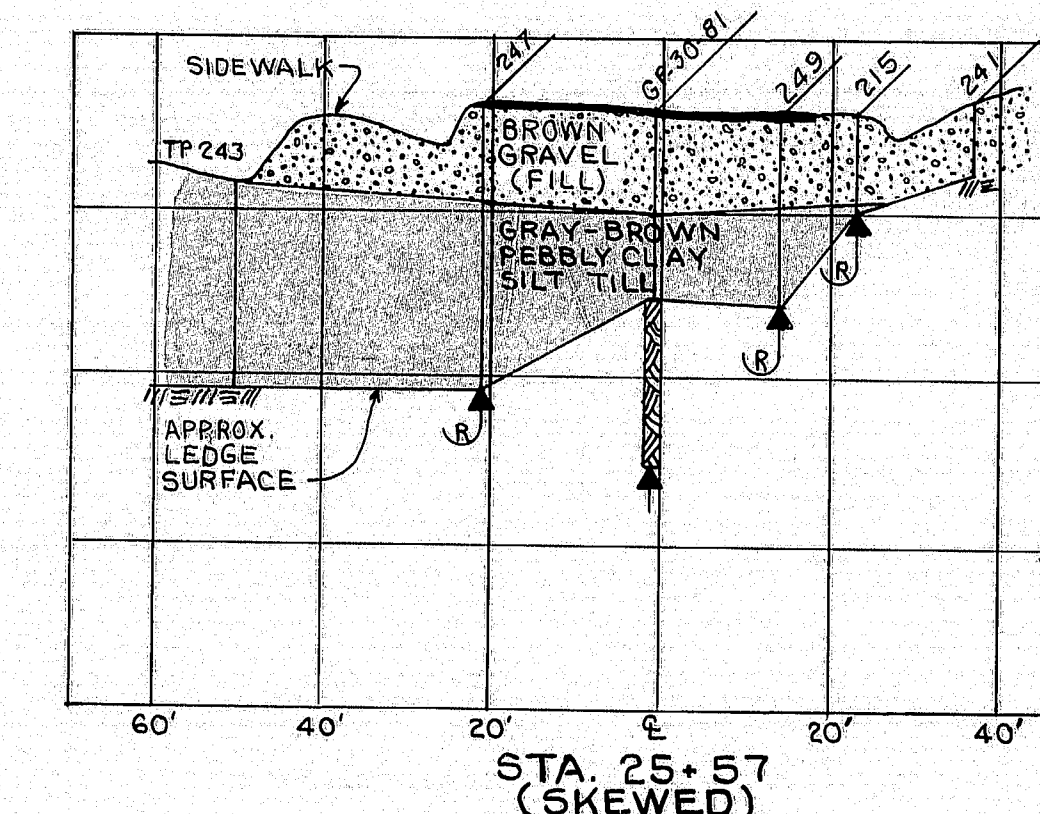 SIDEWALK
247
GF-30-81
249
215
241
TP 243
BROWN
GRAVEL
(FILL)
GRAY-BROWN
PEBBLY CLAY
SILT TILL
R
R
R
APPROX.
LEDGE
SURFACE
60'
40'
20'
℄
20'
40'
STA. 25+57
(SKEWED)